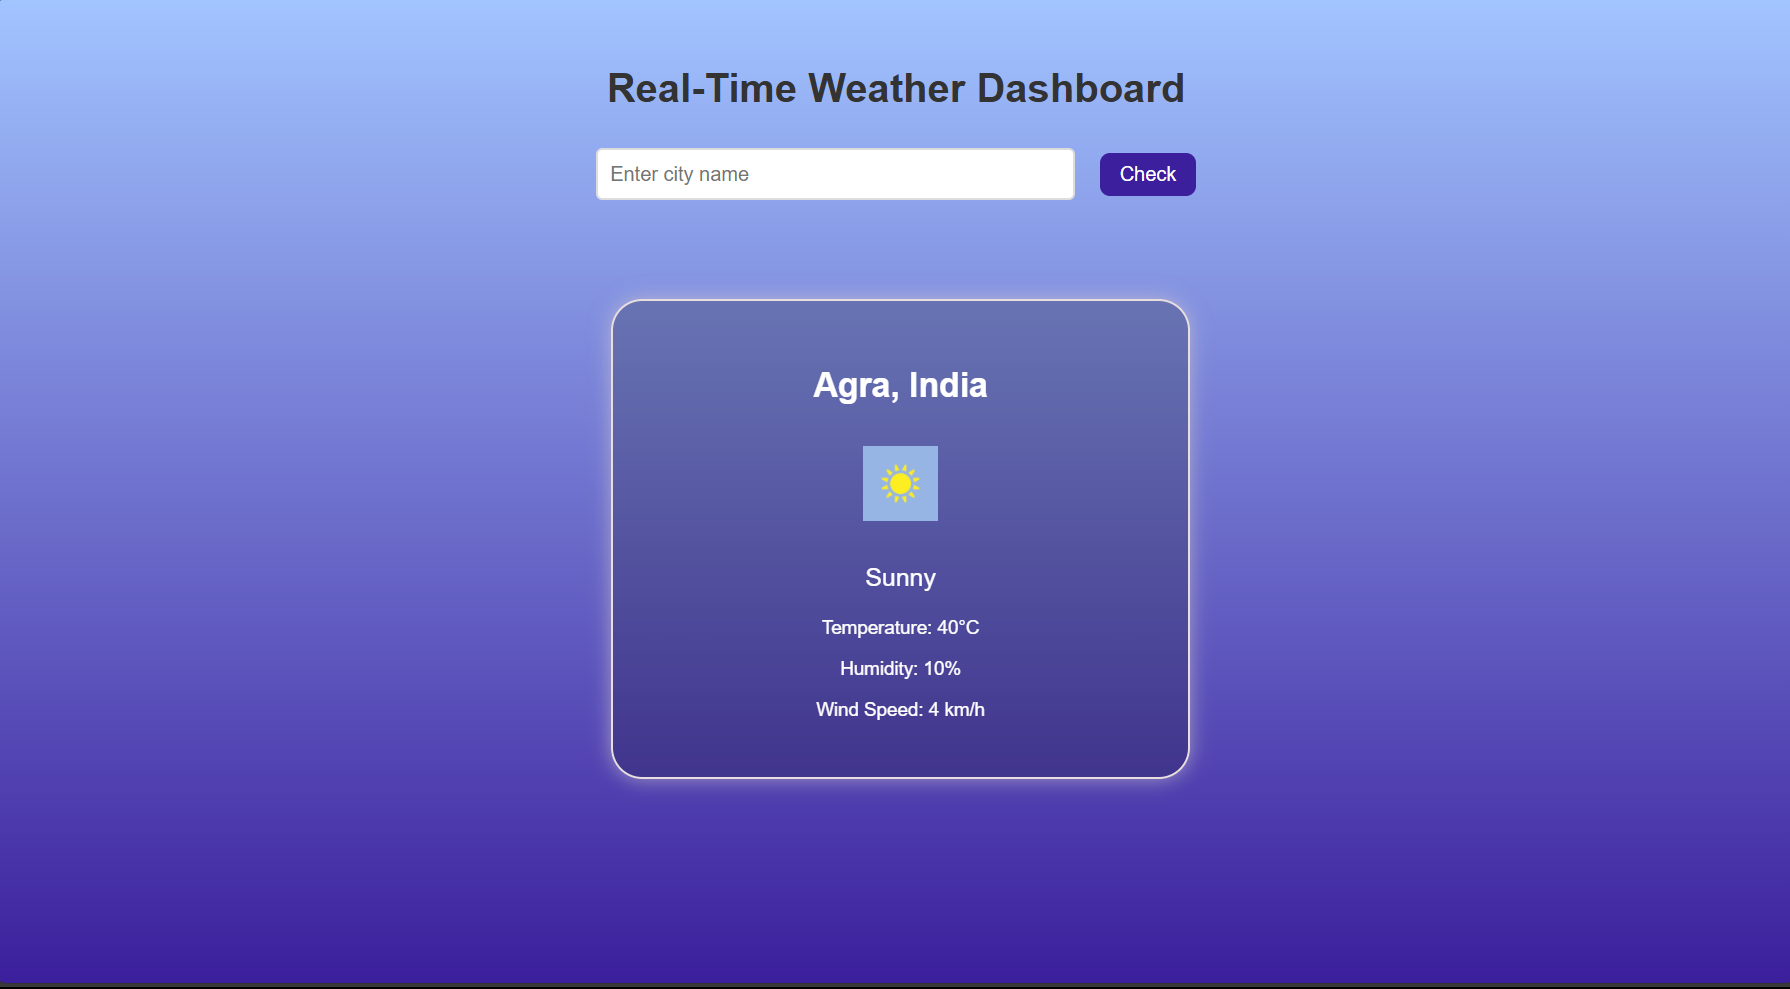 Real-Time Weather Dashboard
Enter city name
Check
Agra, India
Sunny
Temperature: 40°C
Humidity: 10%
Wind Speed: 4 km/h